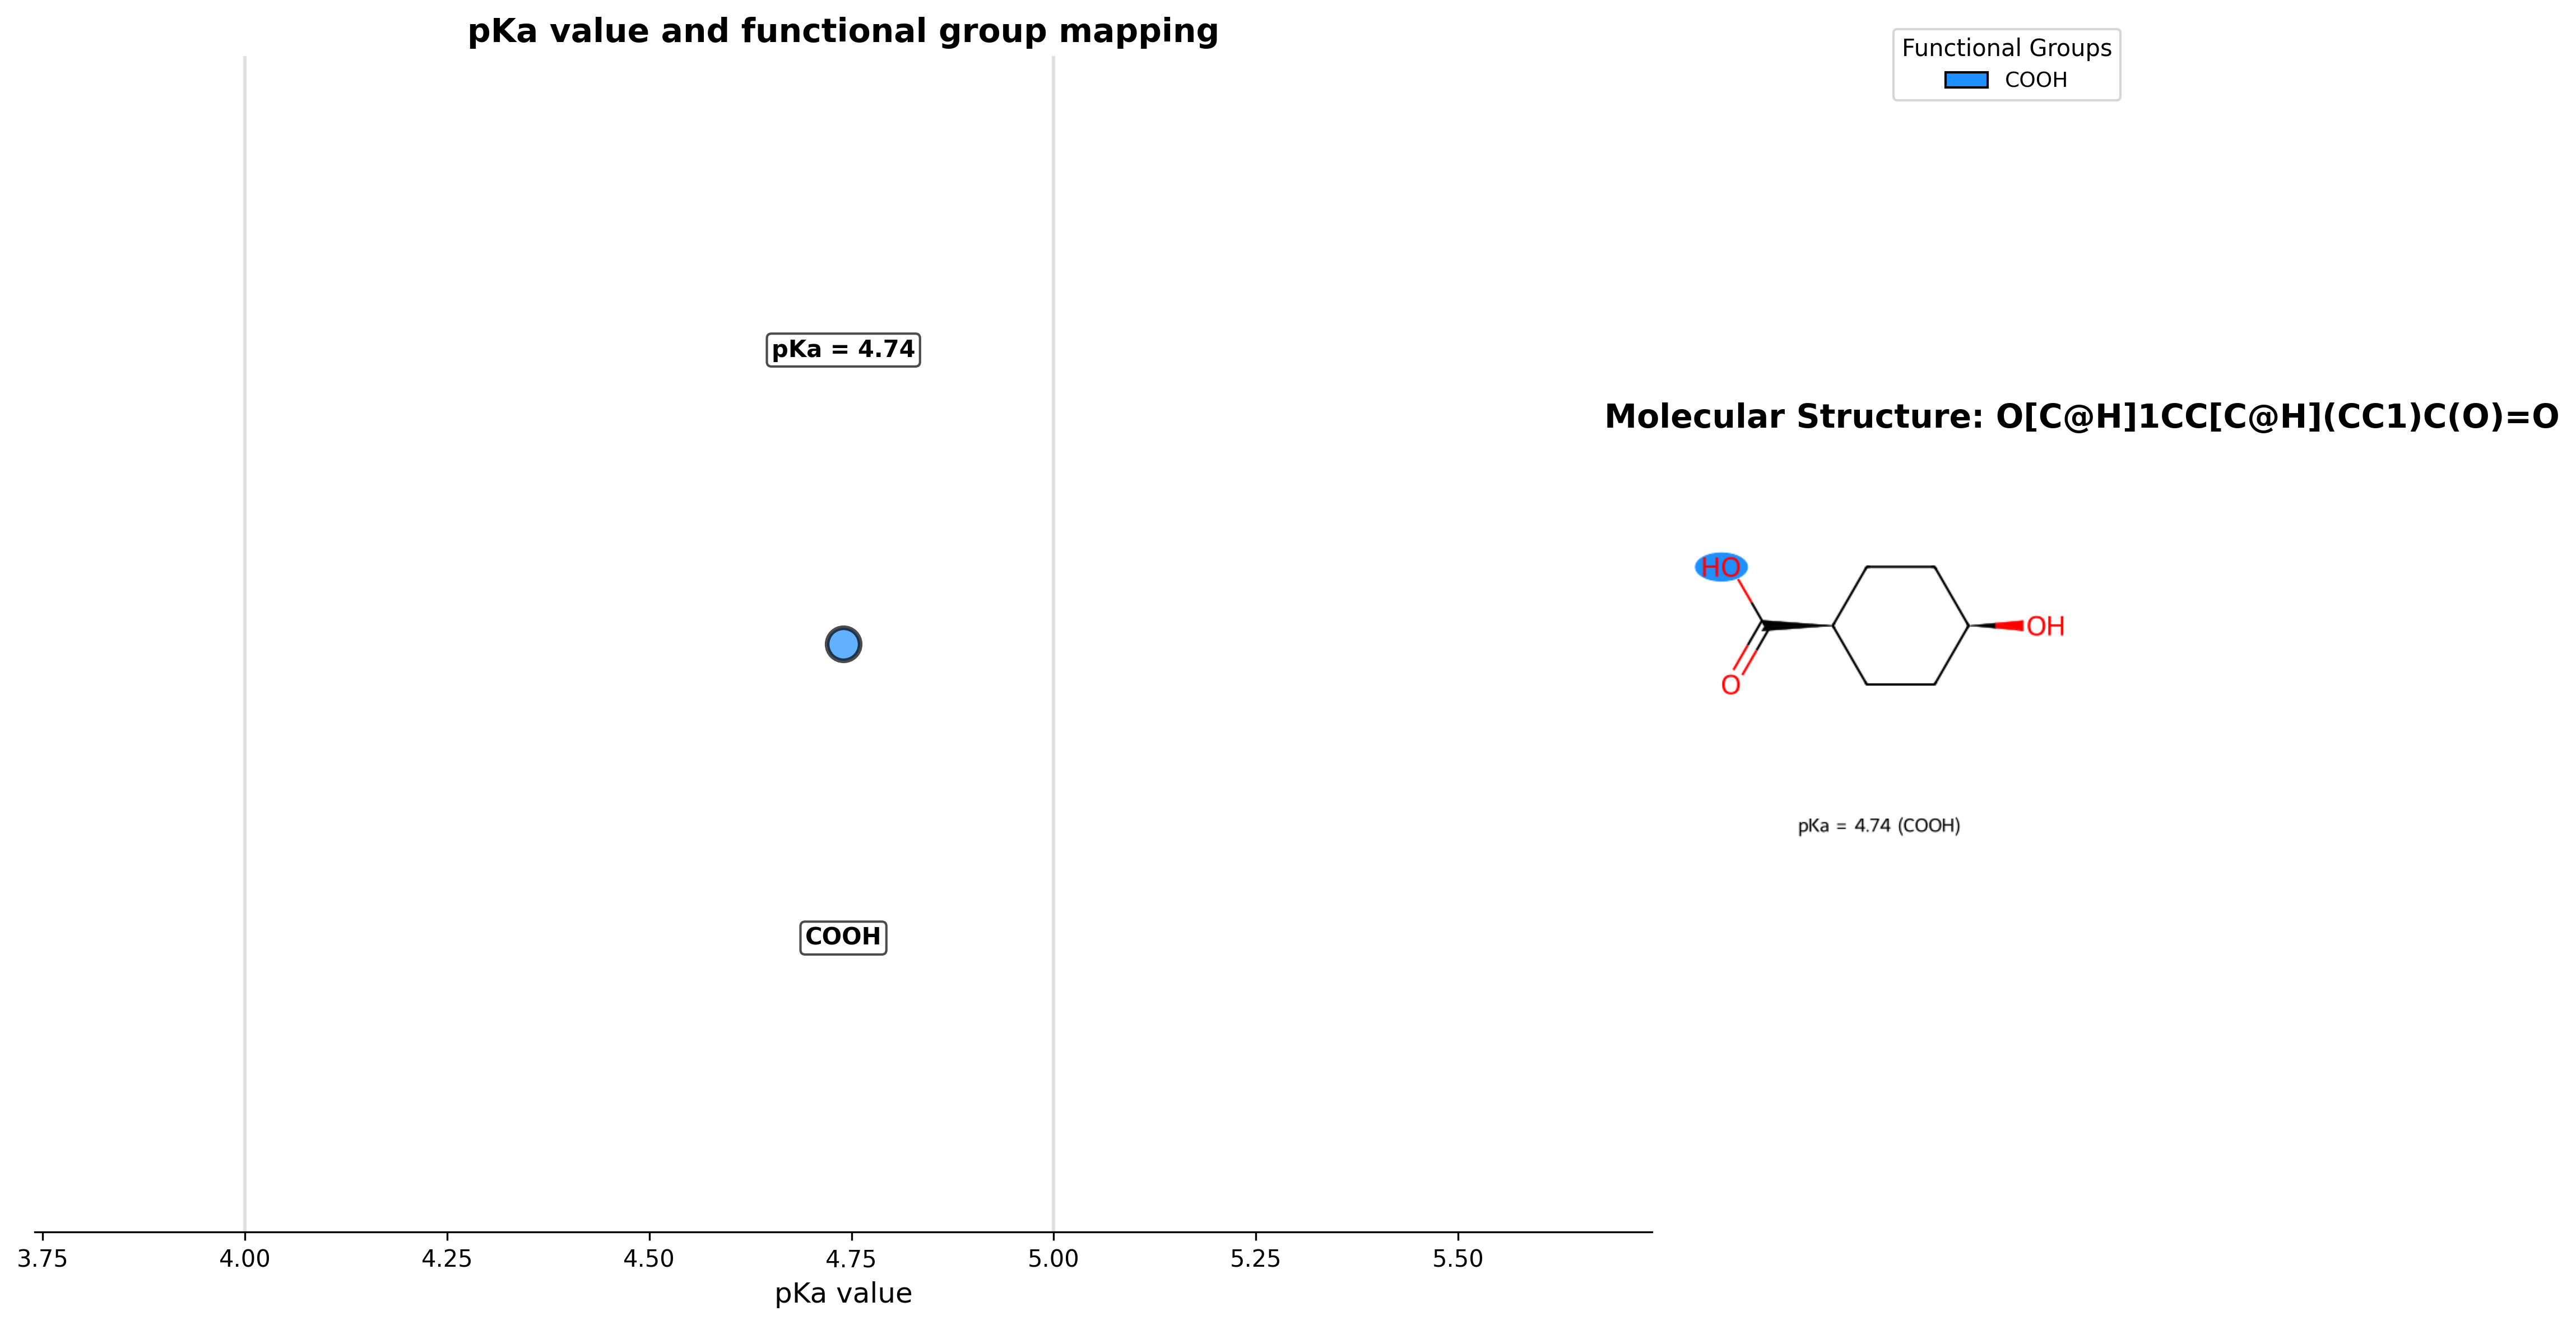 pKa value and functional group mapping
pKa = 4.74
COOH
3.75 4.00 4.25 4.50 4.75 5.00 5.25 5.50
pKa value
Functional Groups
COOH
Molecular Structure: O[C@H]1CC[C@H](CC1)C(O)=O
HO
OH
O
pKa = 4.74 (COOH)